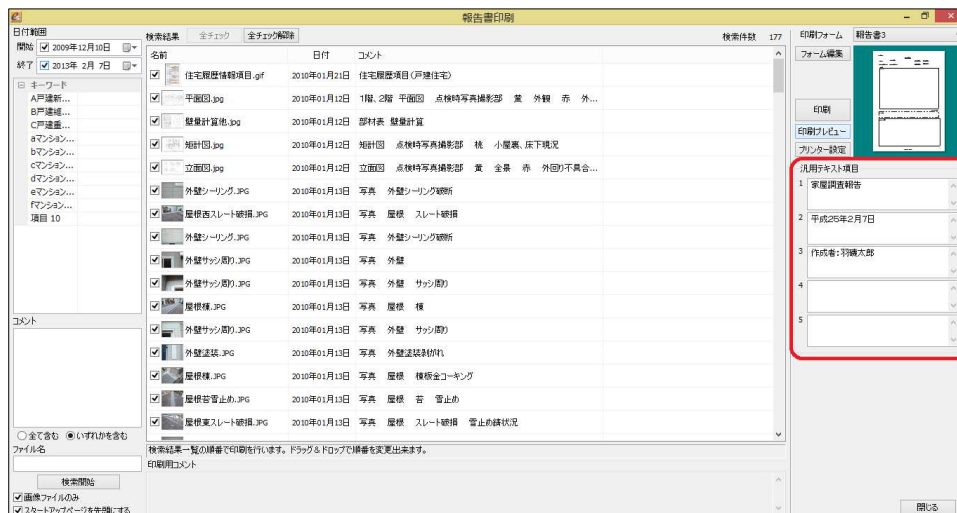 報告書印刷
日付範囲
開始 2009年12月10日
終了 2013年 2月 7日
キーワード
A戸建新...
B戸建維...
C戸建重...
aマンション...
bマンション...
cマンション...
dマンション...
eマンション...
fマンション...
項目 10
コメント
全て含む いずれかを含む
ファイル名
検索開始
画像ファイルのみ
スタートアップページを先頭にする
検索結果 全チェック 全チェック解除 検索件数 177
名前 日付 コメント
住宅履歴情報項目.gif 2010年01月21日 住宅履歴項目(戸建住宅)
平面図.jpg 2010年01月12日 1階、2階 平面図 点検時写真撮影部 黄 外観 赤 外...
壁量計算他.jpg 2010年01月12日 部材表 壁量計算
矩計図.jpg 2010年01月12日 矩計図 点検時写真撮影部 桃 小屋裏、床下現況
立面図.jpg 2010年01月12日 立面図 点検時写真撮影部 黄 全景 赤 外回り不具合...
外壁シーリング.JPG 2010年01月13日 写真 外壁シーリング破断
屋根西スレート破損.JPG 2010年01月13日 写真 屋根 スレート破損
外壁シーリング.JPG 2010年01月13日 写真 外壁シーリング破断
外壁サッシ周り.JPG 2010年01月13日 写真 外壁
外壁サッシ周り.JPG 2010年01月13日 写真 外壁 サッシ周り
屋根棟.JPG 2010年01月13日 写真 屋根 棟
外壁サッシ周り.JPG 2010年01月13日 写真 外壁 サッシ周り
外壁塗装.JPG 2010年01月13日 写真 外壁塗装剥がれ
屋根棟.JPG 2010年01月13日 写真 屋根 棟板金コーキング
屋根苔雪止め.JPG 2010年01月13日 写真 屋根 苔 雪止め
屋根東スレート破損.JPG 2010年01月13日 写真 屋根 スレート破損 雪止め錆状況
検索結果一覧の順番で印刷を行います。ドラッグ&ドロップで順番を変更出来ます。
印刷用コメント
印刷フォーム 報告書3
フォーム編集
印刷
印刷プレビュー
プリンター設定
汎用テキスト項目
1 家屋調査報告
2 平成25年2月7日
3 作成者:羽磯太郎
4
5
閉じる